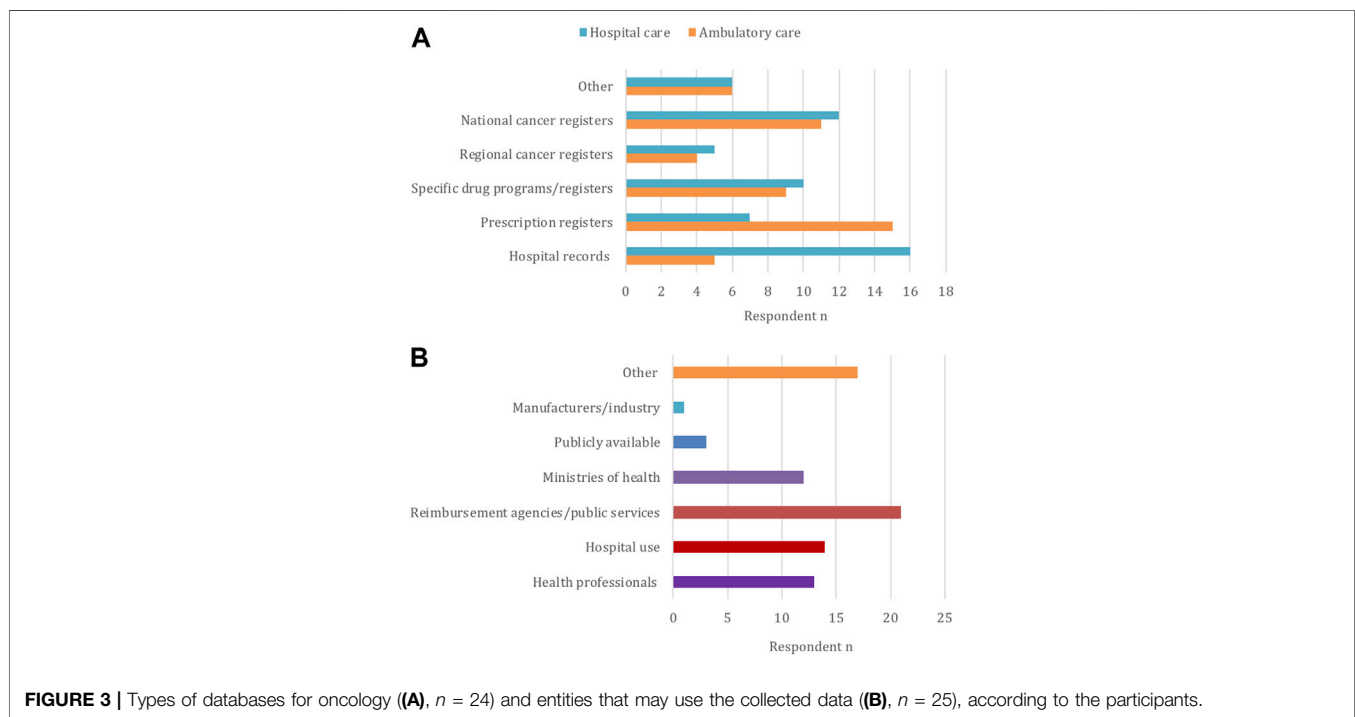 A
Hospital care Ambulatory care
Other
National cancer registers
Regional cancer registers
Specific drug programs/registers
Prescription registers
Hospital records
0 2 4 6 8 10 12 14 16 18
Respondent n
B
Other
Manufacturers/industry
Publicly available
Ministries of health
Reimbursement agencies/public services
Hospital use
Health professionals
0 5 10 15 20 25
Respondent n
FIGURE 3 | Types of databases for oncology ((A), n = 24) and entities that may use the collected data ((B), n = 25), according to the participants.